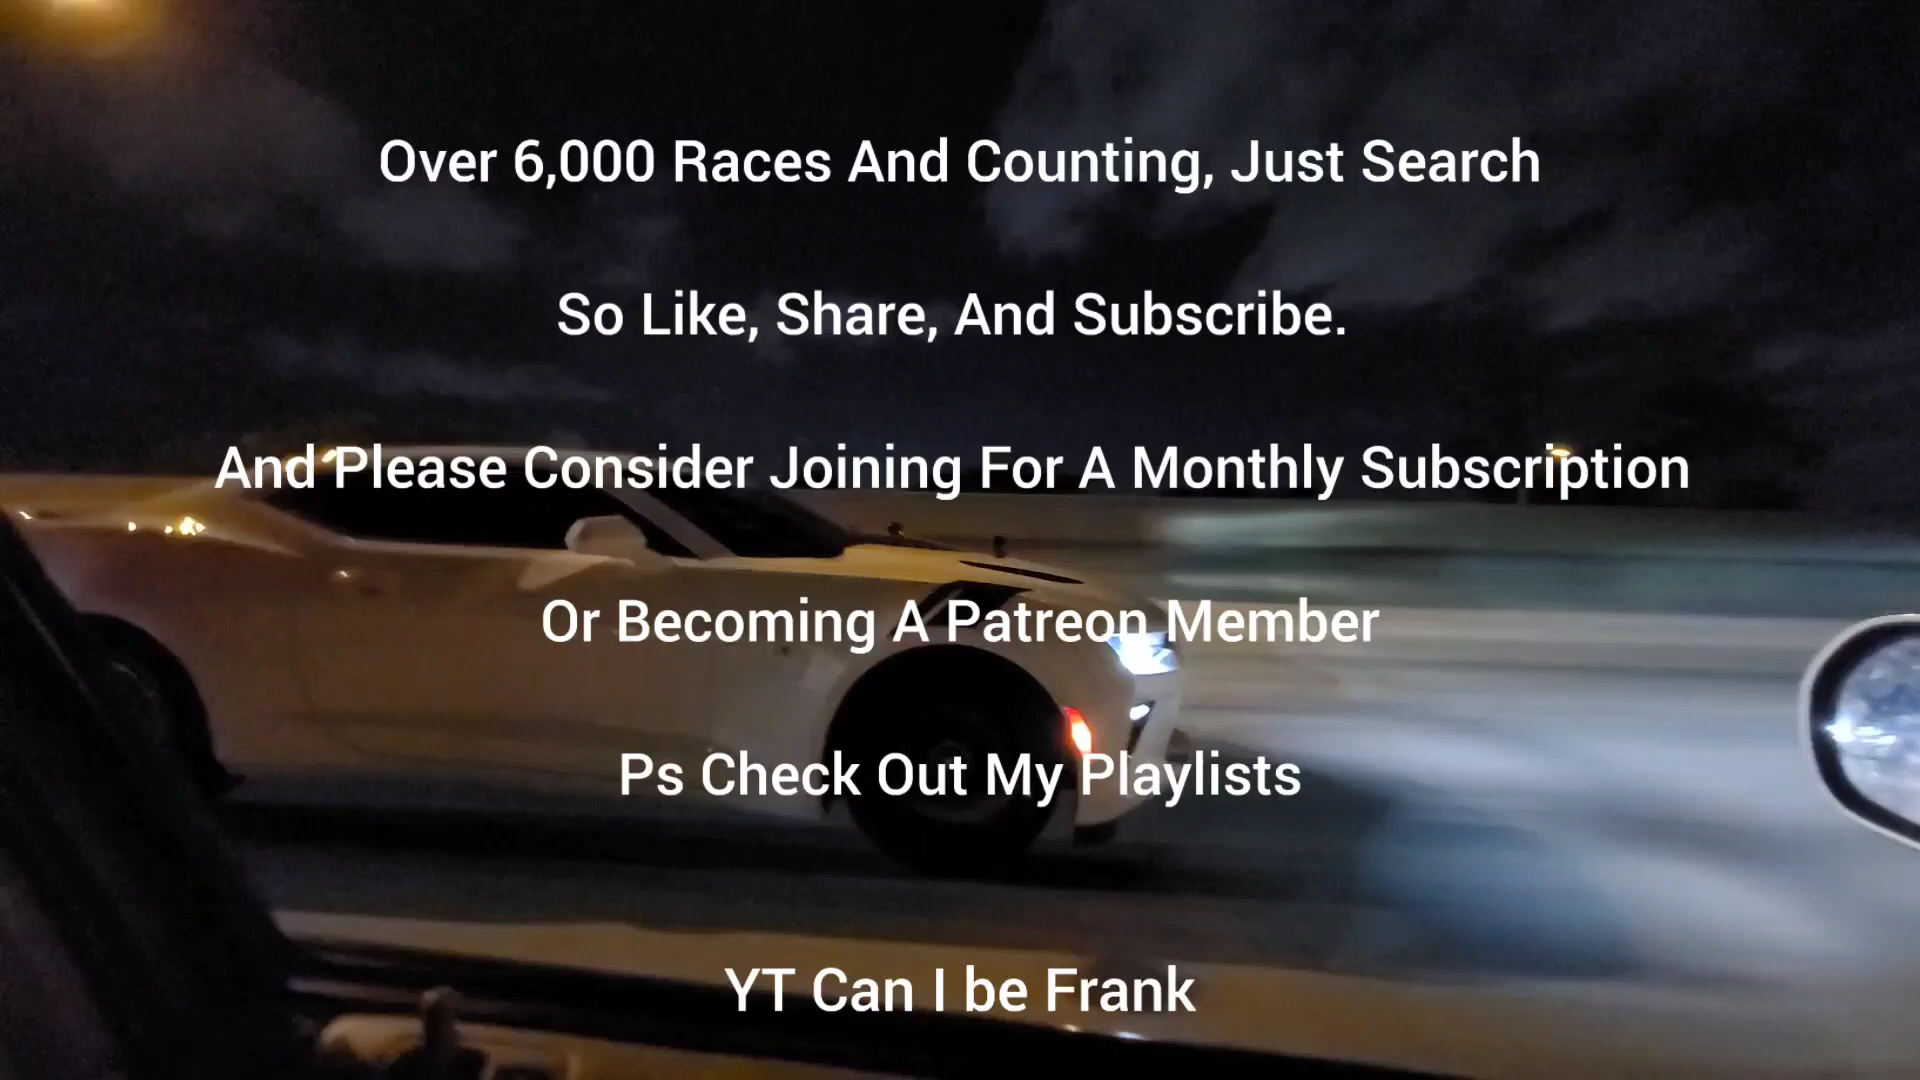 Over 6,000 Races And Counting, Just Search
So Like, Share, And Subscribe.
And Please Consider Joining For A Monthly Subscription
Or Becoming A Patreon Member
Ps Check Out My Playlists
YT Can I be Frank